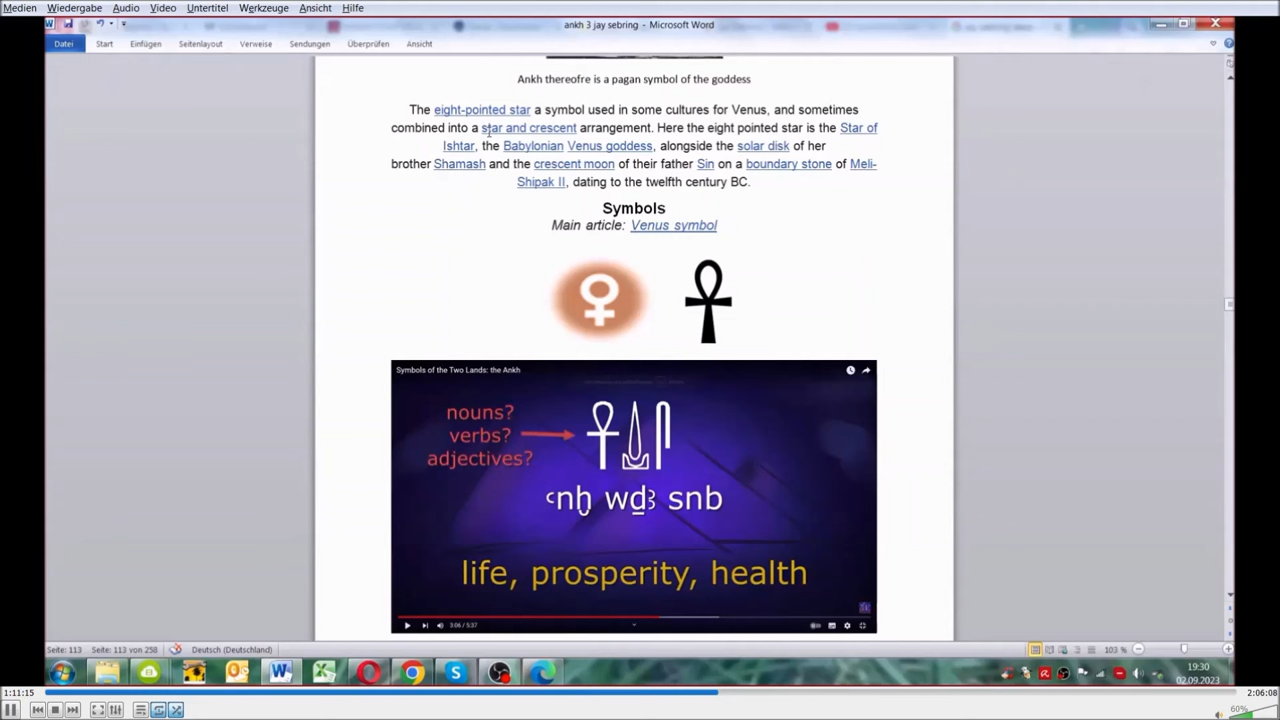 Medien Wiedergabe Audio Video Untertitel Werkzeuge Ansicht Hilfe
ankh 3 jay sebring - Microsoft Word
Datei Start Einfügen Seitenlayout Verweise Sendungen Überprüfen Ansicht
Ankh thereofre is a pagan symbol of the goddess
The eight-pointed star a symbol used in some cultures for Venus, and sometimes
combined into a star and crescent arrangement. Here the eight pointed star is the Star of
Ishtar, the Babylonian Venus goddess, alongside the solar disk of her
brother Shamash and the crescent moon of their father Sin on a boundary stone of Meli-
Shipak II, dating to the twelfth century BC.
Symbols
Main article: Venus symbol
Symbols of the Two Lands: the Ankh
nouns?
verbs?
adjectives?
ꜥnḫ wḏꜣ snb
life, prosperity, health
3:06 / 5:37
Seite: 113 Seite: 113 von 258 Deutsch (Deutschland) 103 %
19:30
02.09.2023
1:11:15 2:06:08
60%